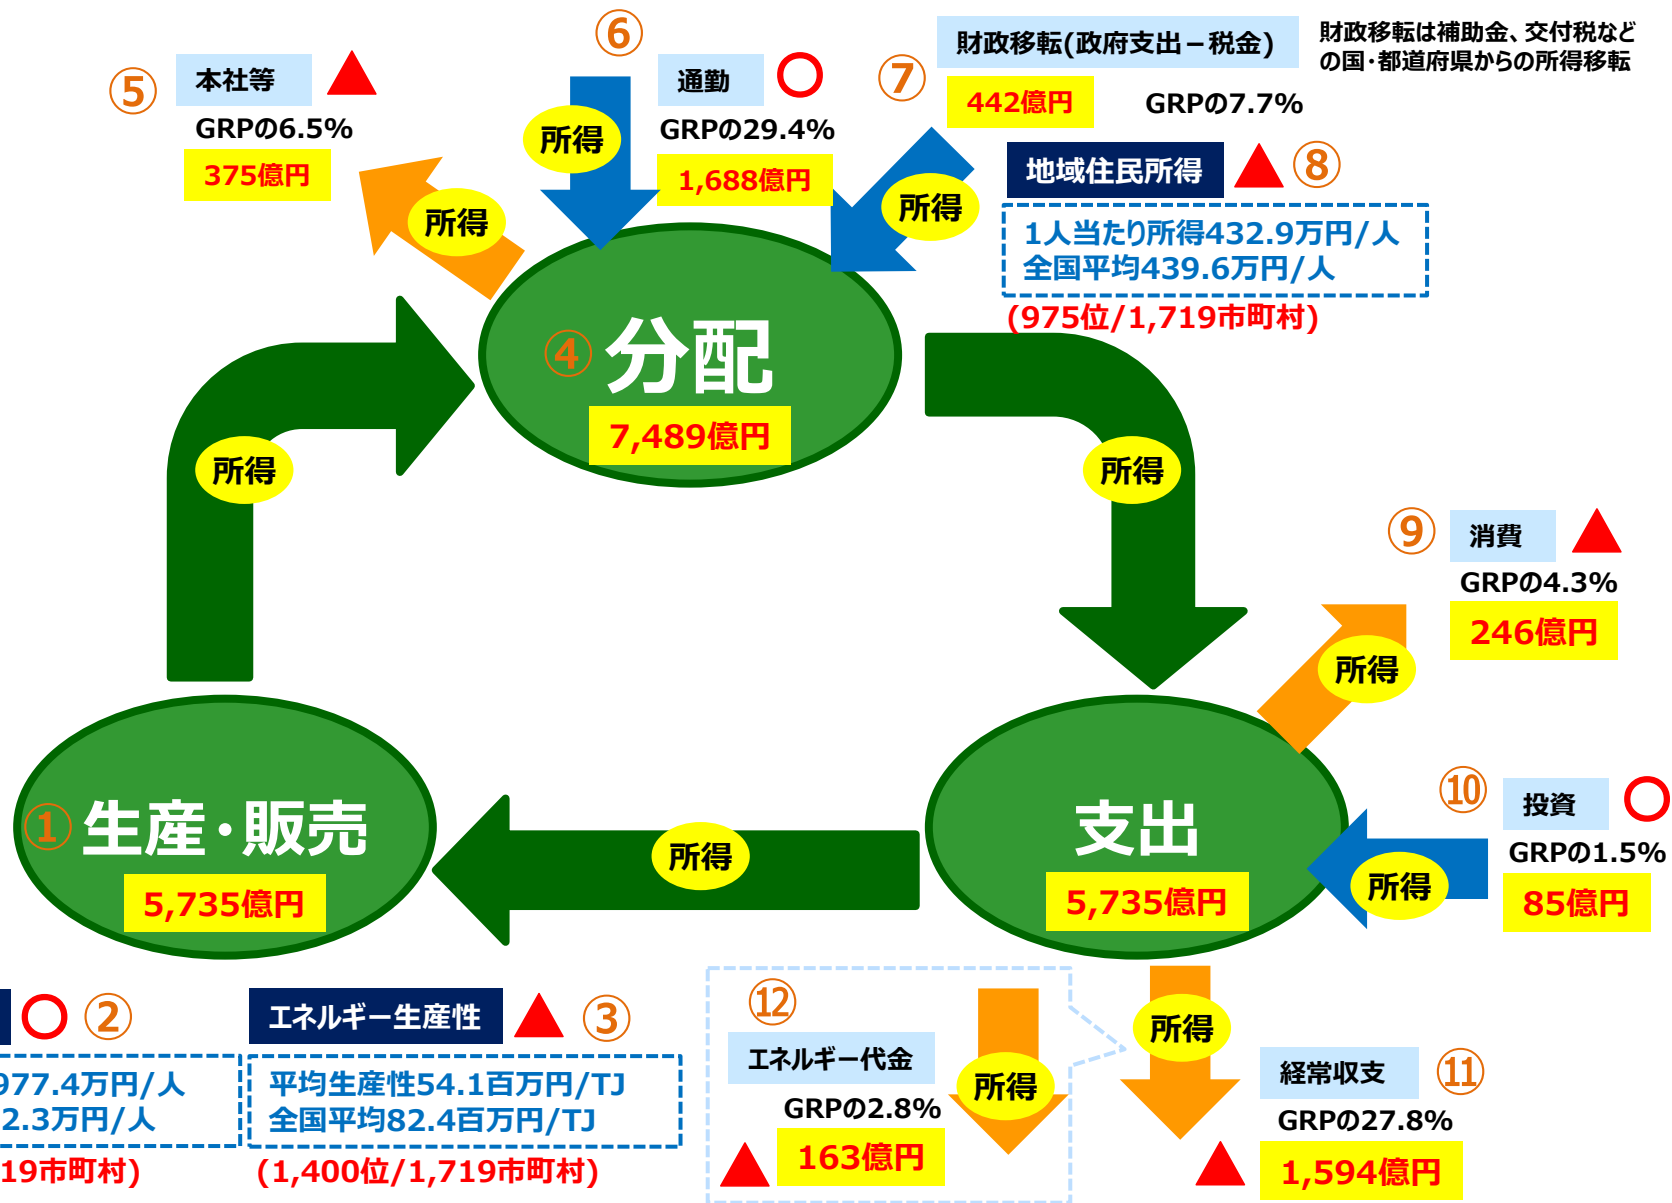 ⑥
財政移転(政府支出－税金)
財政移転は補助金、交付税など
の国・都道府県からの所得移転
⑤
本社等
通勤
⑦
442億円
GRPの7.7%
GRPの6.5%
所得
GRPの29.4%
375億円
1,688億円
地域住民所得
⑧
所得
所得
1人当たり所得432.9万円/人
全国平均439.6万円/人
(975位/1,719市町村)
④
分配
7,489億円
所得
所得
⑨
消費
GRPの4.3%
246億円
所得
⑩
投資
GRPの1.5%
85億円
①
生産・販売
5,735億円
所得
支出
5,735億円
所得
②
977.4万円/人
2.3万円/人
19市町村)
エネルギー生産性
③
平均生産性54.1百万円/TJ
全国平均82.4百万円/TJ
(1,400位/1,719市町村)
⑫
エネルギー代金
GRPの2.8%
163億円
所得
所得
経常収支
⑪
GRPの27.8%
1,594億円